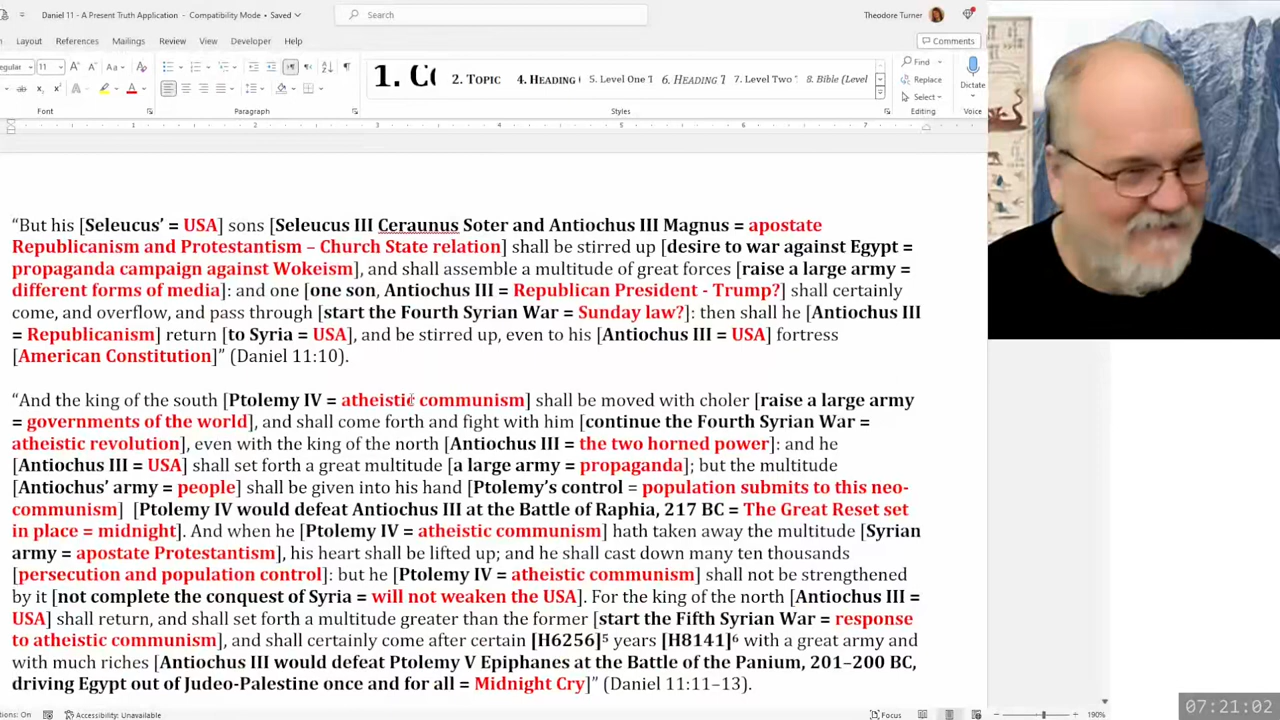 Daniel 11 - A Present Truth Application - Compatibility Mode • Saved
Search
Theodore Turner
Layout References Mailings Review View Developer Help
Comments
11
Aa
1. Co
2. TOPIC
4. HEADING
5. Level One T
6. HEADING
7. Level Two
8. Bible (Level
Find
Replace
Select
Dictate
Font Paragraph Styles Editing Voice
1 2 3 4 5 6 7
“But his [Seleucus’ = USA] sons [Seleucus III Ceraunus Soter and Antiochus III Magnus = apostate
Republicanism and Protestantism – Church State relation] shall be stirred up [desire to war against Egypt =
propaganda campaign against Wokeism], and shall assemble a multitude of great forces [raise a large army =
different forms of media]: and one [one son, Antiochus III = Republican President - Trump?] shall certainly
come, and overflow, and pass through [start the Fourth Syrian War = Sunday law?]: then shall he [Antiochus III
= Republicanism] return [to Syria = USA], and be stirred up, even to his [Antiochus III = USA] fortress
[American Constitution]” (Daniel 11:10).
“And the king of the south [Ptolemy IV = atheistic communism] shall be moved with choler [raise a large army
= governments of the world], and shall come forth and fight with him [continue the Fourth Syrian War =
atheistic revolution], even with the king of the north [Antiochus III = the two horned power]: and he
[Antiochus III = USA] shall set forth a great multitude [a large army = propaganda]; but the multitude
[Antiochus’ army = people] shall be given into his hand [Ptolemy’s control = population submits to this neo-
communism] [Ptolemy IV would defeat Antiochus III at the Battle of Raphia, 217 BC = The Great Reset set
in place = midnight]. And when he [Ptolemy IV = atheistic communism] hath taken away the multitude [Syrian
army = apostate Protestantism], his heart shall be lifted up; and he shall cast down many ten thousands
[persecution and population control]: but he [Ptolemy IV = atheistic communism] shall not be strengthened
by it [not complete the conquest of Syria = will not weaken the USA]. For the king of the north [Antiochus III =
USA] shall return, and shall set forth a multitude greater than the former [start the Fifth Syrian War = response
to atheistic communism], and shall certainly come after certain [H6256]⁵ years [H8141]⁶ with a great army and
with much riches [Antiochus III would defeat Ptolemy V Epiphanes at the Battle of the Panium, 201–200 BC,
driving Egypt out of Judeo-Palestine once and for all = Midnight Cry]” (Daniel 11:11–13).
Accessibility: Unavailable
Focus
190%
07:21:02